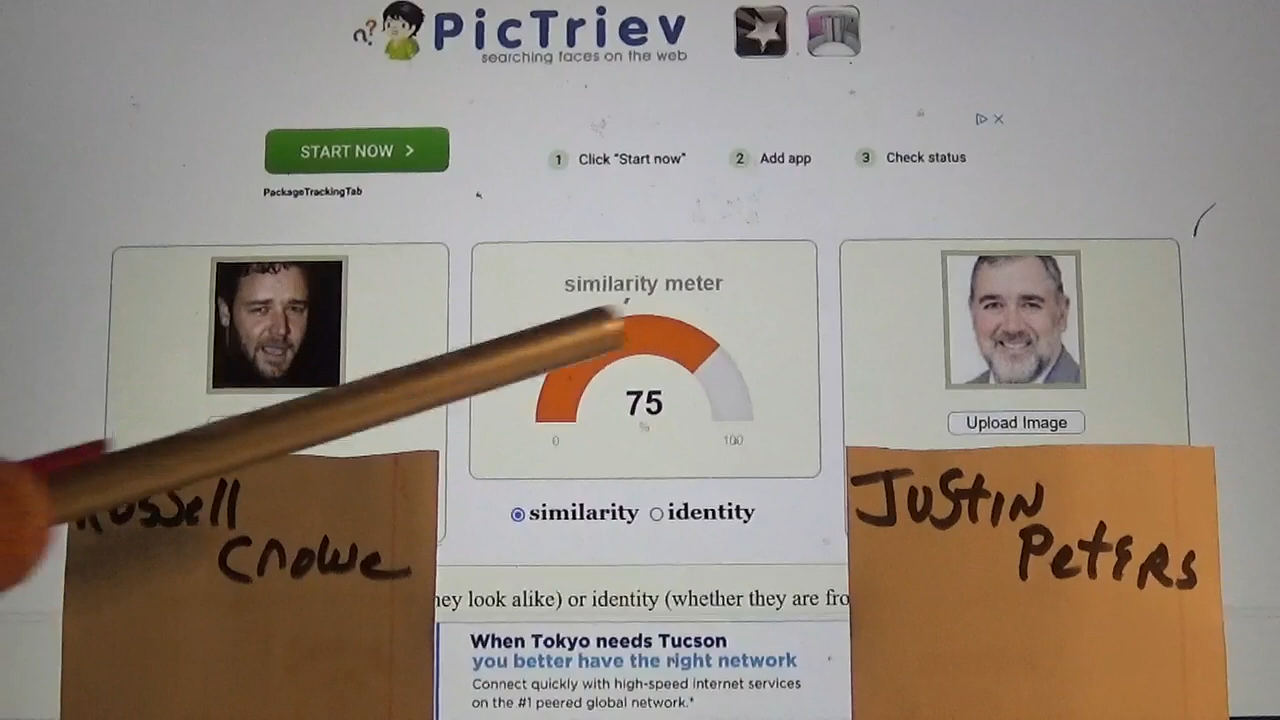 n?
PicTriev
searching faces on the web
START NOW >
1 Click "Start now"
2 Add app
3 Check status
PackageTrackingTab
similarity meter
75
%
0
100
Upload Image
similarity
identity
Russell
Crowe
Justin
Peters
hey look alike) or identity (whether they are fro
When Tokyo needs Tucson
you better have the right network
Connect quickly with high-speed internet services
on the #1 peered global network.*